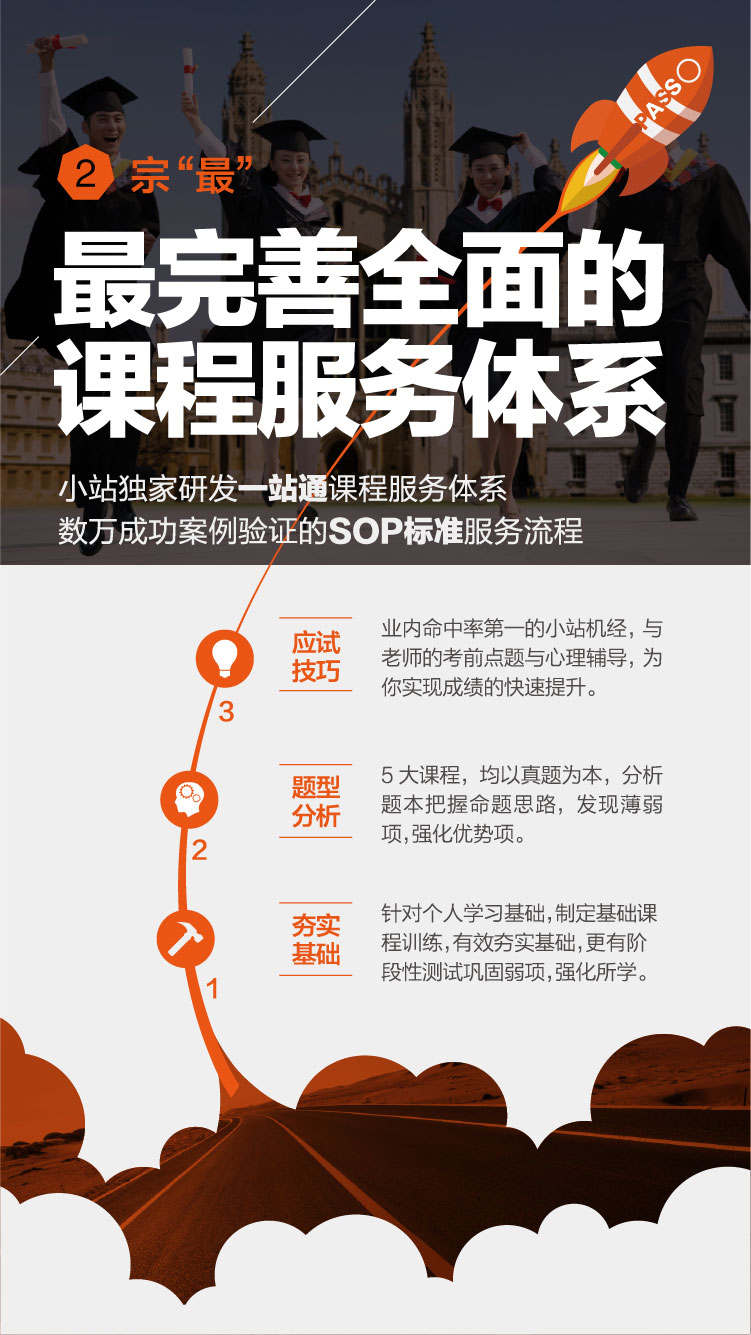 PASS
2 宗“最”
最完善全面的
课程服务体系
小站独家研发一站通课程服务体系
数万成功案例验证的SOP标准服务流程
应试
技巧
业内命中率第一的小站机经，与
老师的考前点题与心理辅导，为
你实现成绩的快速提升。
3
题型
分析
5 大课程，均以真题为本，分析
题本把握命题思路，发现薄弱
项,强化优势项。
2
夯实
基础
针对个人学习基础,制定基础课
程训练,有效夯实基础,更有阶
段性测试巩固弱项,强化所学。
1